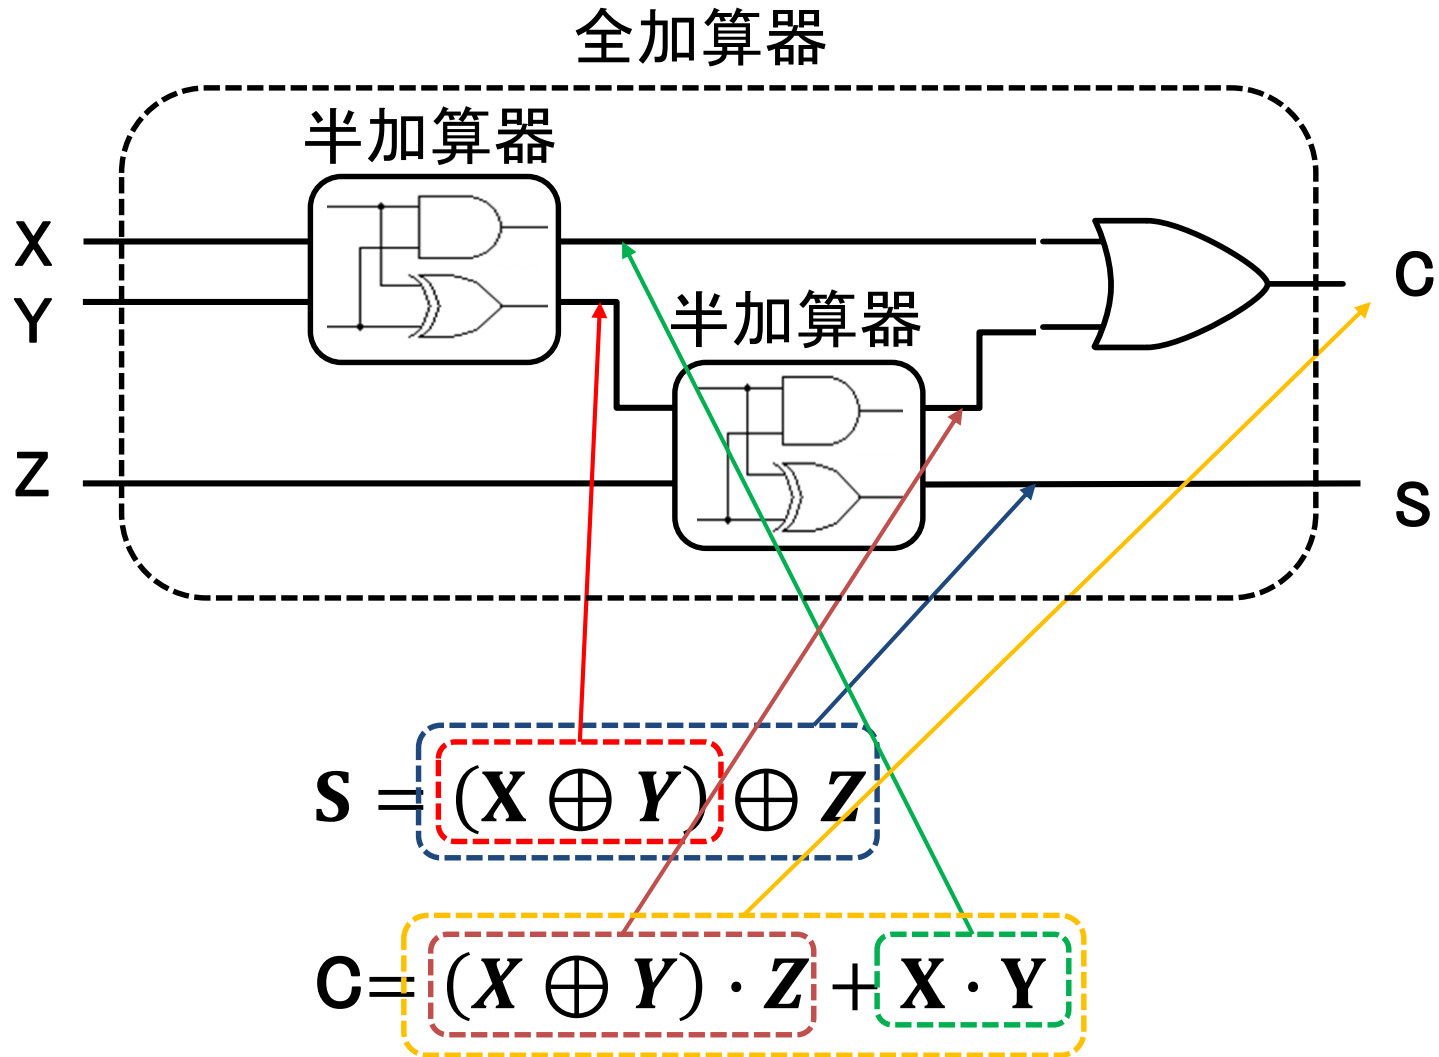 全加算器
半加算器
X
Y
半加算器
C
Z
S
S = (X ⊕ Y) ⊕ Z
C= (X ⊕ Y) · Z + X · Y